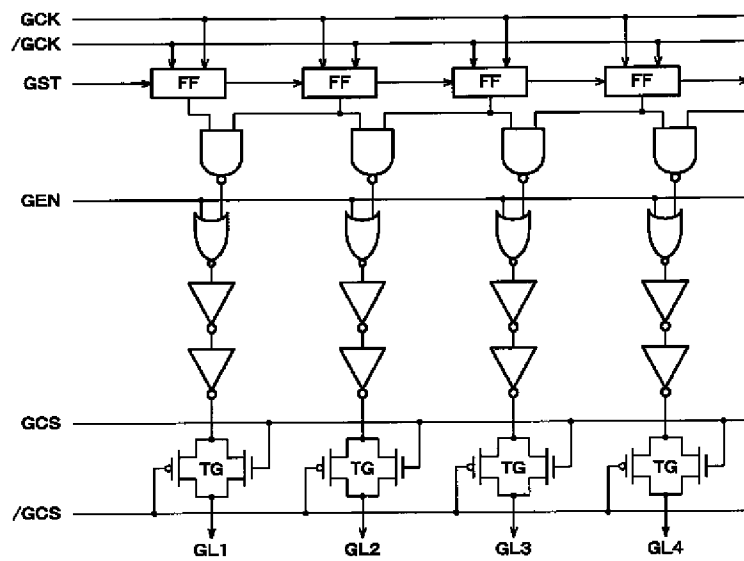 GCK
/GCK
GST FF FF FF FF
GEN
GCS
TG TG TG TG
/GCS
GL1 GL2 GL3 GL4